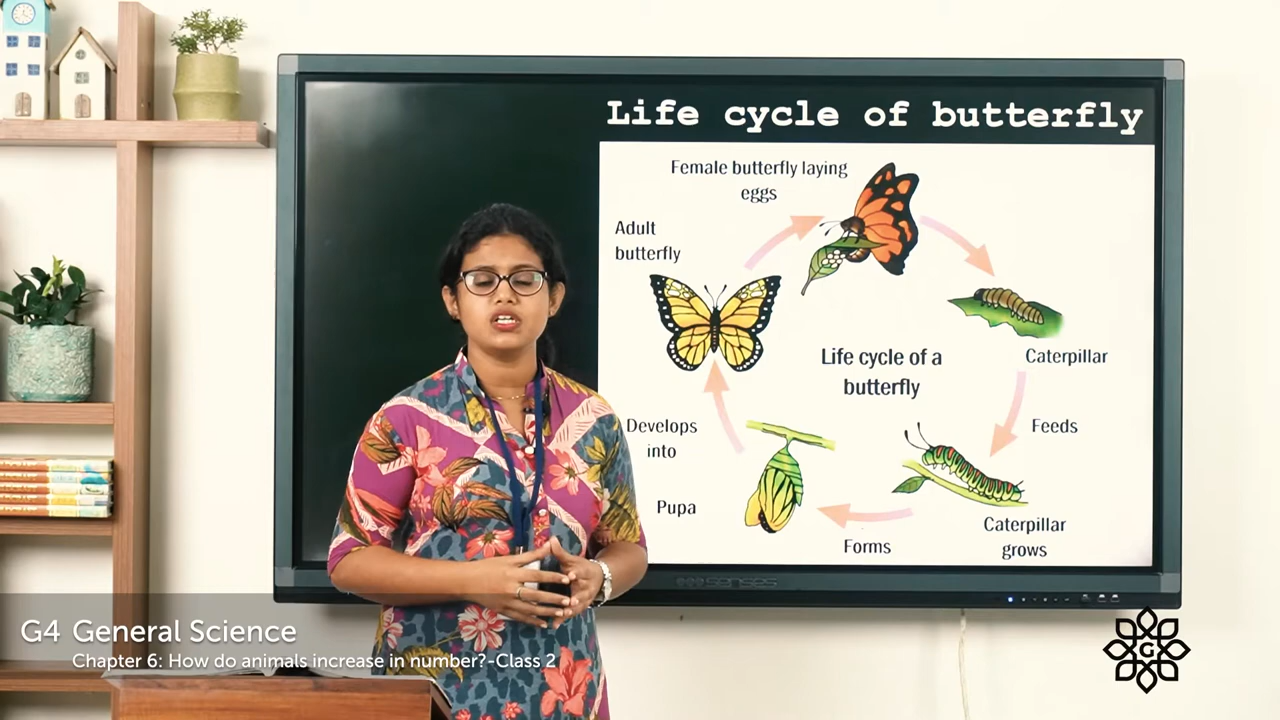 Life cycle of butterfly
Female butterfly laying
eggs
Adult
butterfly
Life cycle of a
butterfly
Caterpillar
Feeds
Develops
into
Pupa
Forms
Caterpillar
grows
senses
G4 General Science
Chapter 6: How do animals increase in number?-Class 2
G